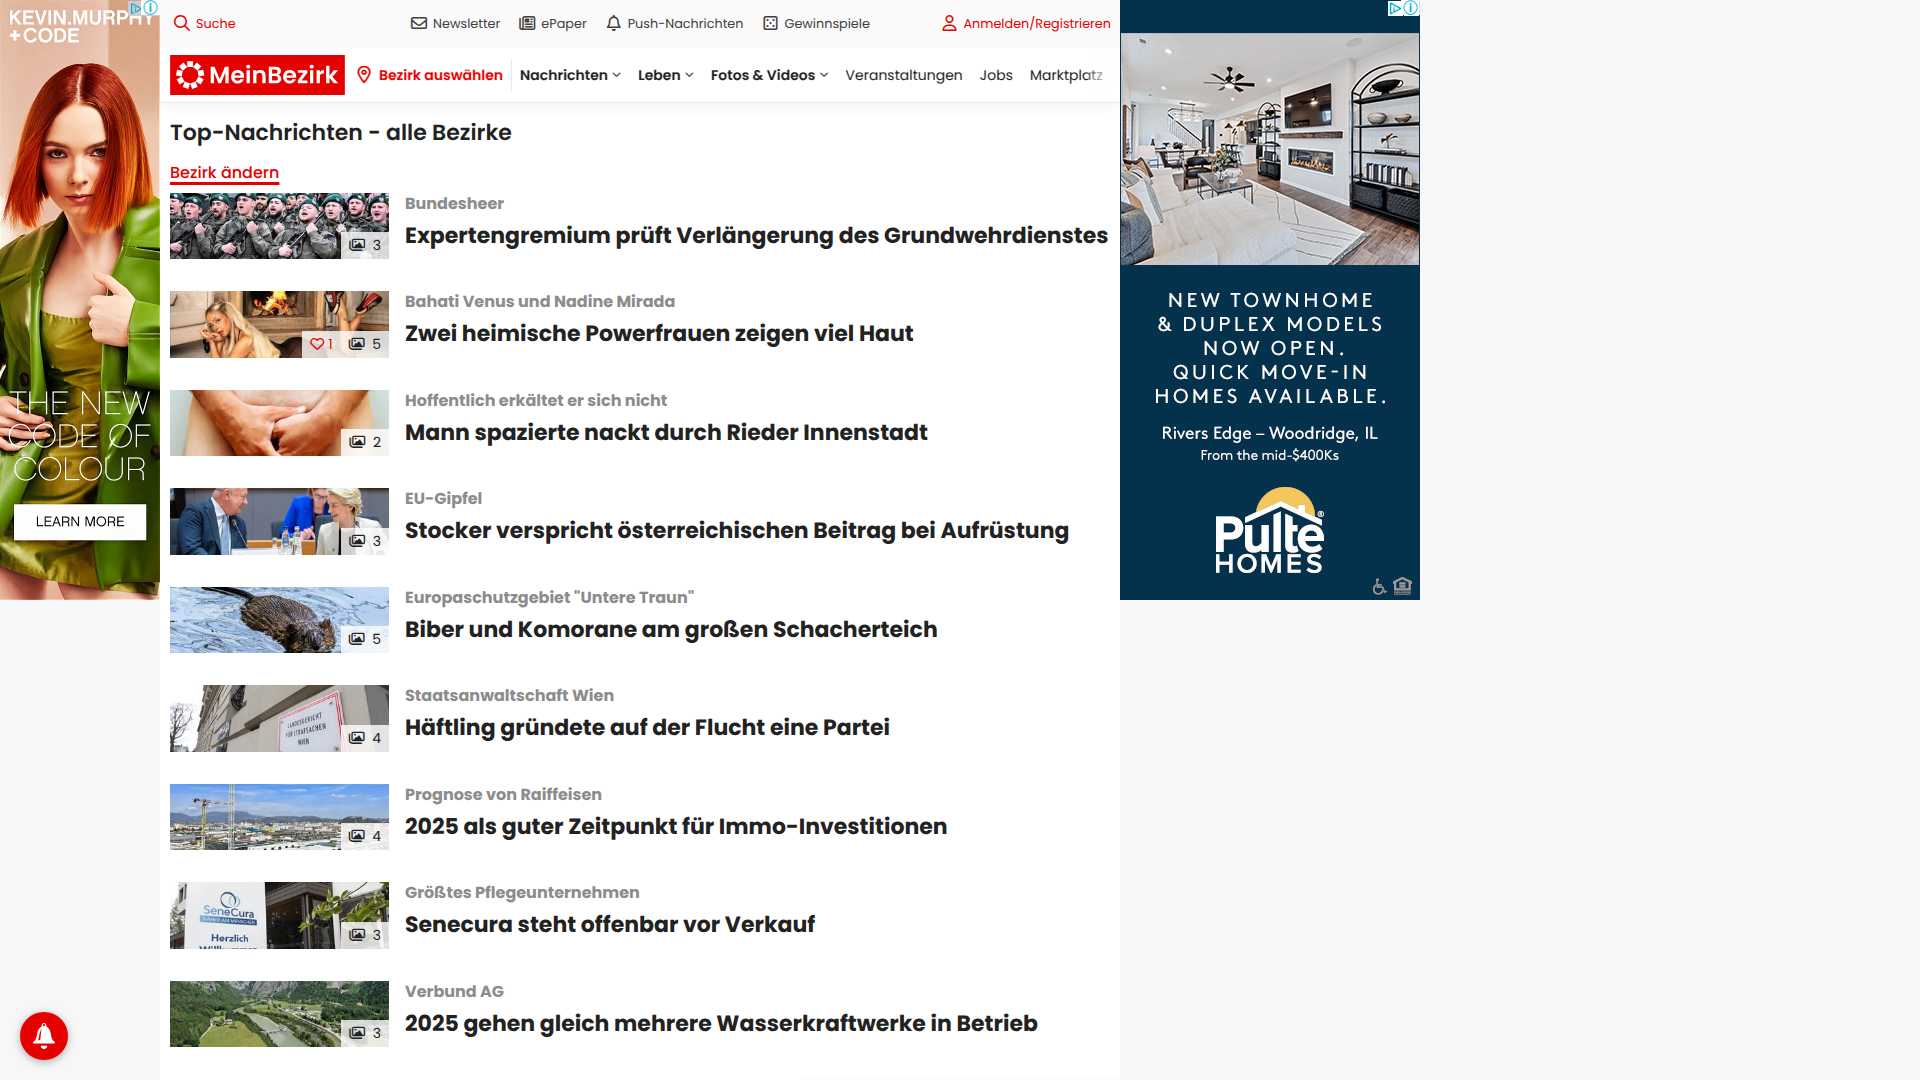 KEVIN.MURPHY
+CODE
THE NEW
CODE OF
COLOUR
LEARN MORE
Suche
Newsletter
ePaper
Push-Nachrichten
Gewinnspiele
Anmelden/Registrieren
MeinBezirk
Bezirk auswählen
Nachrichten
Leben
Fotos & Videos
Veranstaltungen
Jobs
Marktplatz
Top-Nachrichten - alle Bezirke
Bezirk ändern
3
Bundesheer
Expertengremium prüft Verlängerung des Grundwehrdienstes
1 5
Bahati Venus und Nadine Mirada
Zwei heimische Powerfrauen zeigen viel Haut
2
Hoffentlich erkältet er sich nicht
Mann spazierte nackt durch Rieder Innenstadt
3
EU-Gipfel
Stocker verspricht österreichischen Beitrag bei Aufrüstung
5
Europaschutzgebiet "Untere Traun"
Biber und Komorane am großen Schacherteich
LANDESGERICHT
FÜR STRAFSACHEN
WIEN
4
Staatsanwaltschaft Wien
Häftling gründete auf der Flucht eine Partei
4
Prognose von Raiffeisen
2025 als guter Zeitpunkt für Immo-Investitionen
SeneCura
Herzlich
3
Größtes Pflegeunternehmen
Senecura steht offenbar vor Verkauf
3
Verbund AG
2025 gehen gleich mehrere Wasserkraftwerke in Betrieb
NEW TOWNHOME
& DUPLEX MODELS
NOW OPEN.
QUICK MOVE-IN
HOMES AVAILABLE.
Rivers Edge – Woodridge, IL
From the mid-$400Ks
Pulte®
HOMES